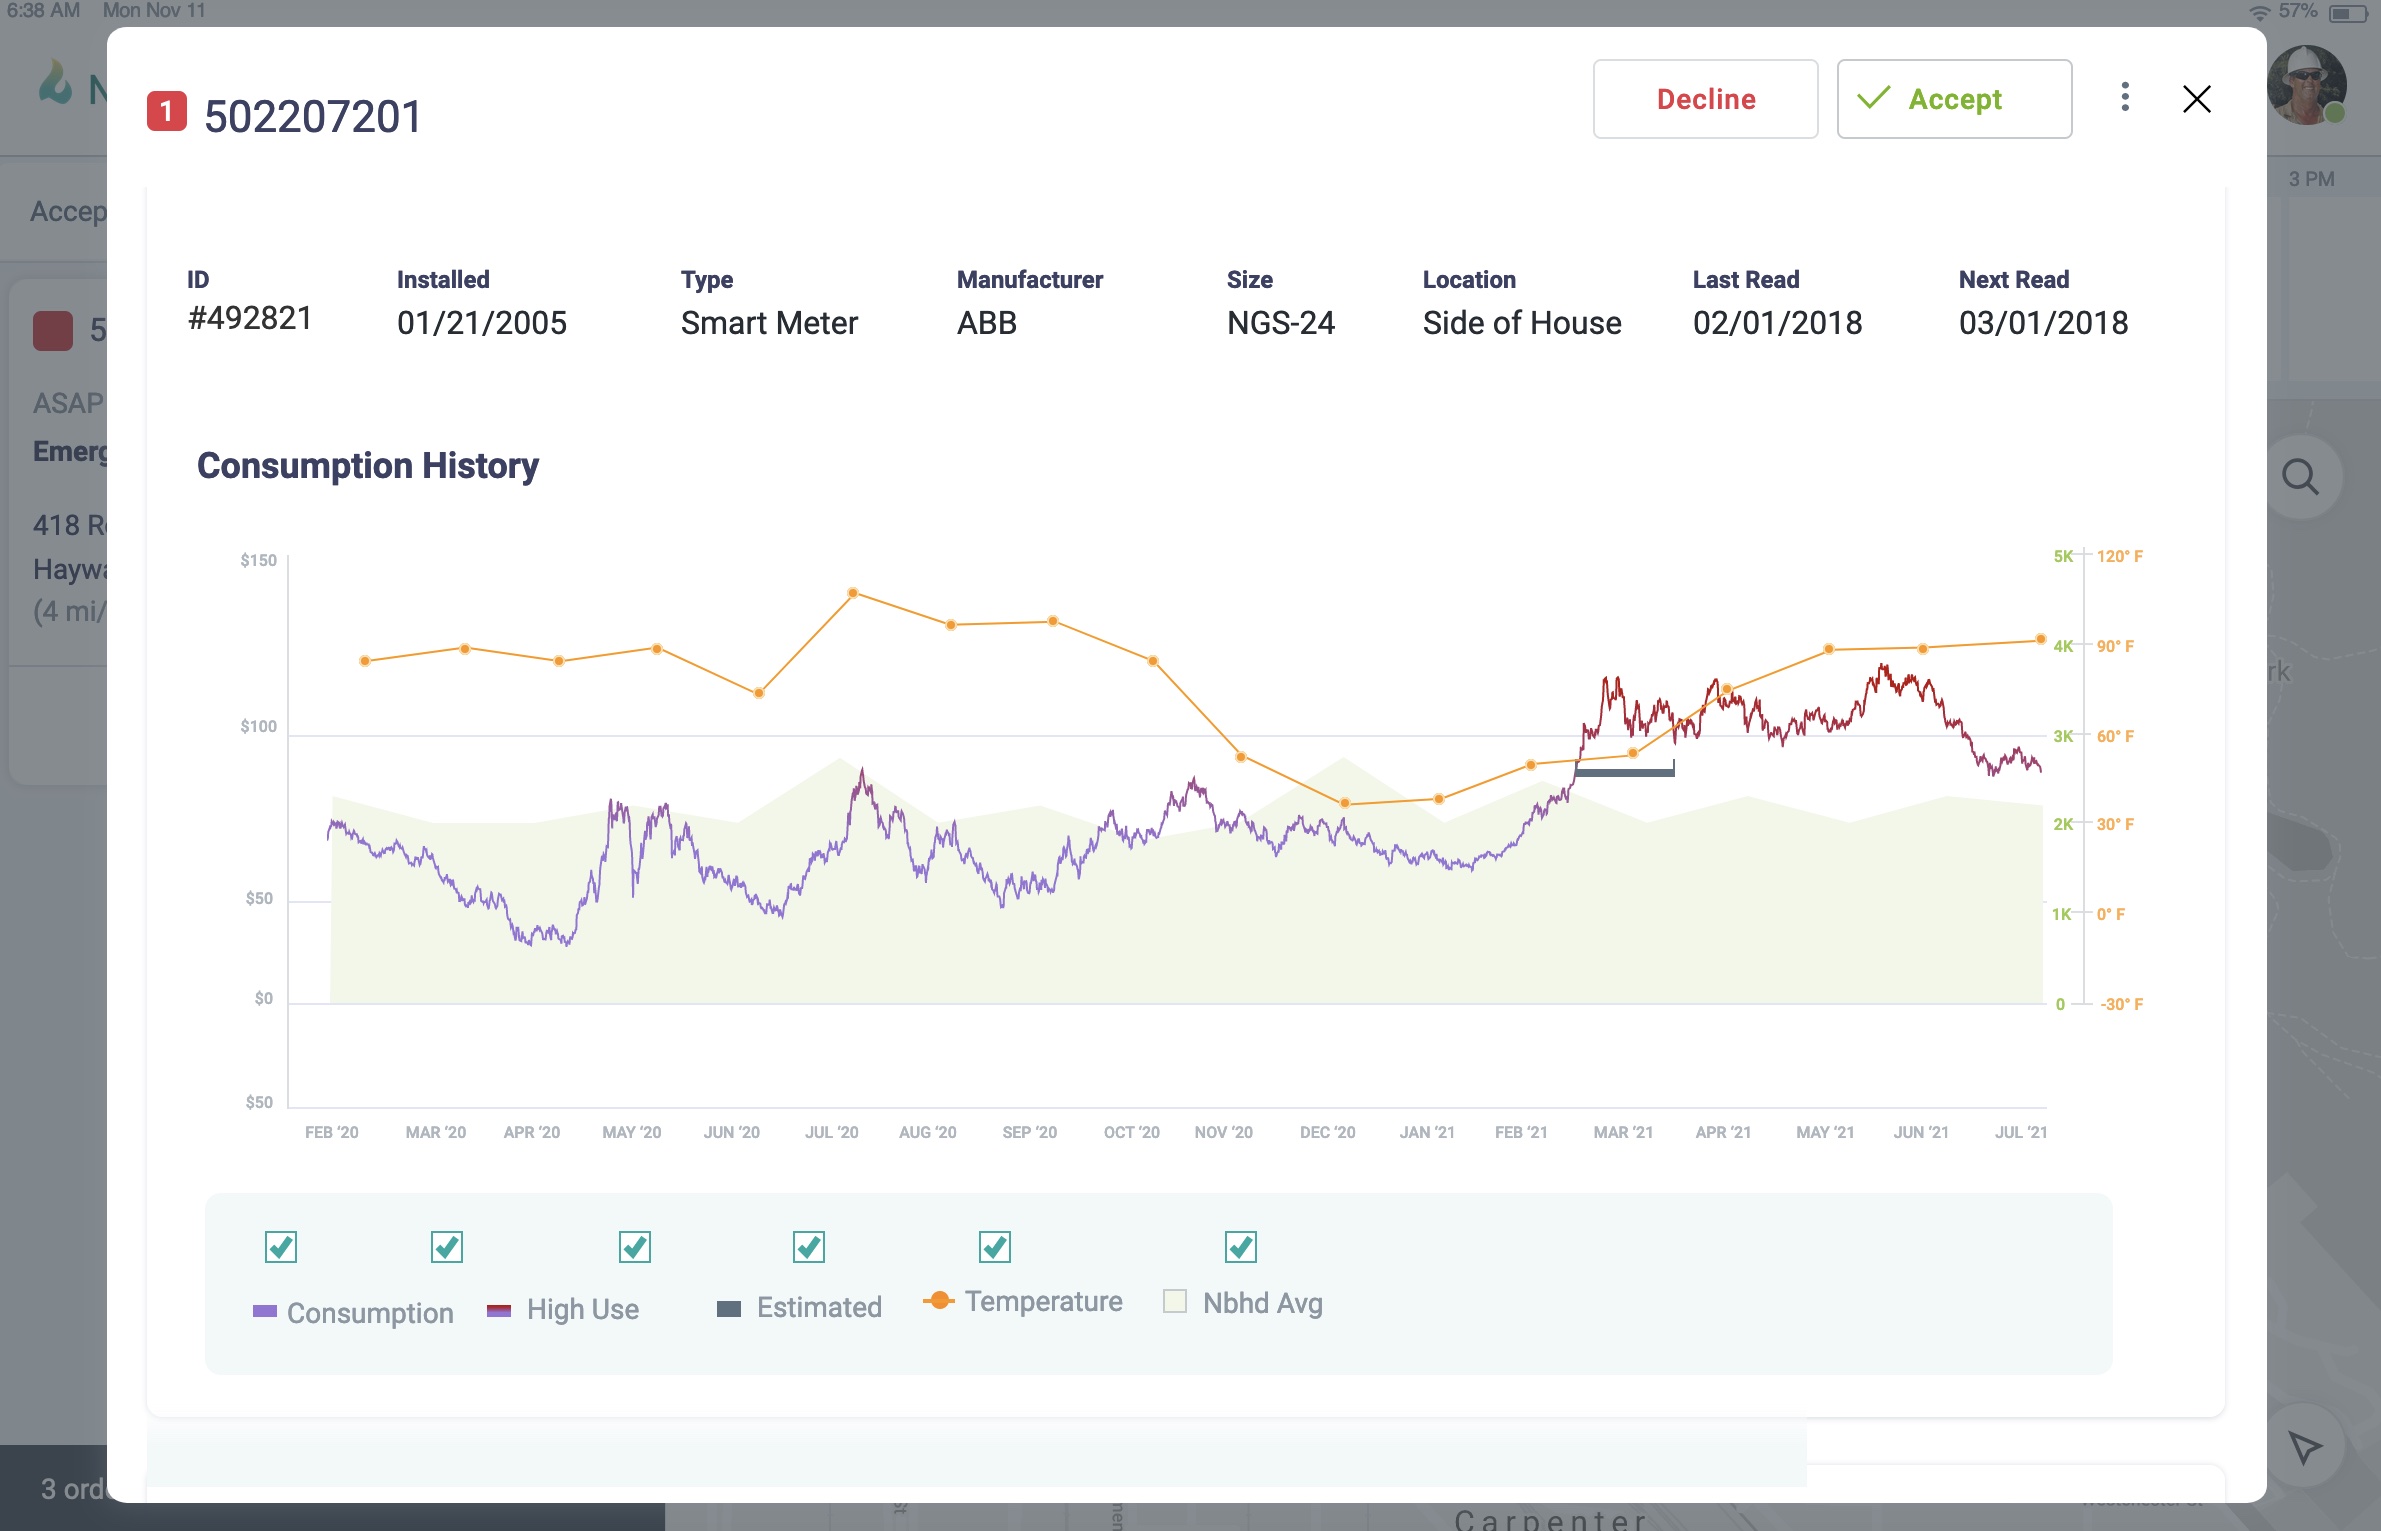 6:38 AM Mon Nov 11
57%
N
1 502207201
Decline
Accept
3 PM
Accep
5
ASAP
Emerg
418 R
Haywa
(4 mi/
ID
Installed
Type
Manufacturer
Size
Location
Last Read
Next Read
#492821
01/21/2005
Smart Meter
ABB
NGS-24
Side of House
02/01/2018
03/01/2018
Consumption History
$150
$100
$50
$0
$50
5K 120° F
4K 90° F
3K 60° F
2K 30° F
1K 0° F
0 -30° F
rk
FEB ‘20 MAR ‘20 APR ‘20 MAY ‘20 JUN ‘20 JUL ‘20 AUG ‘20 SEP ‘20 OCT ‘20 NOV ‘20 DEC ‘20 JAN ‘21 FEB ‘21 MAR ‘21 APR ‘21 MAY ‘21 JUN ‘21 JUL ‘21
Consumption
High Use
Estimated
Temperature
Nbhd Avg
3 ord
St
men
Carpenter